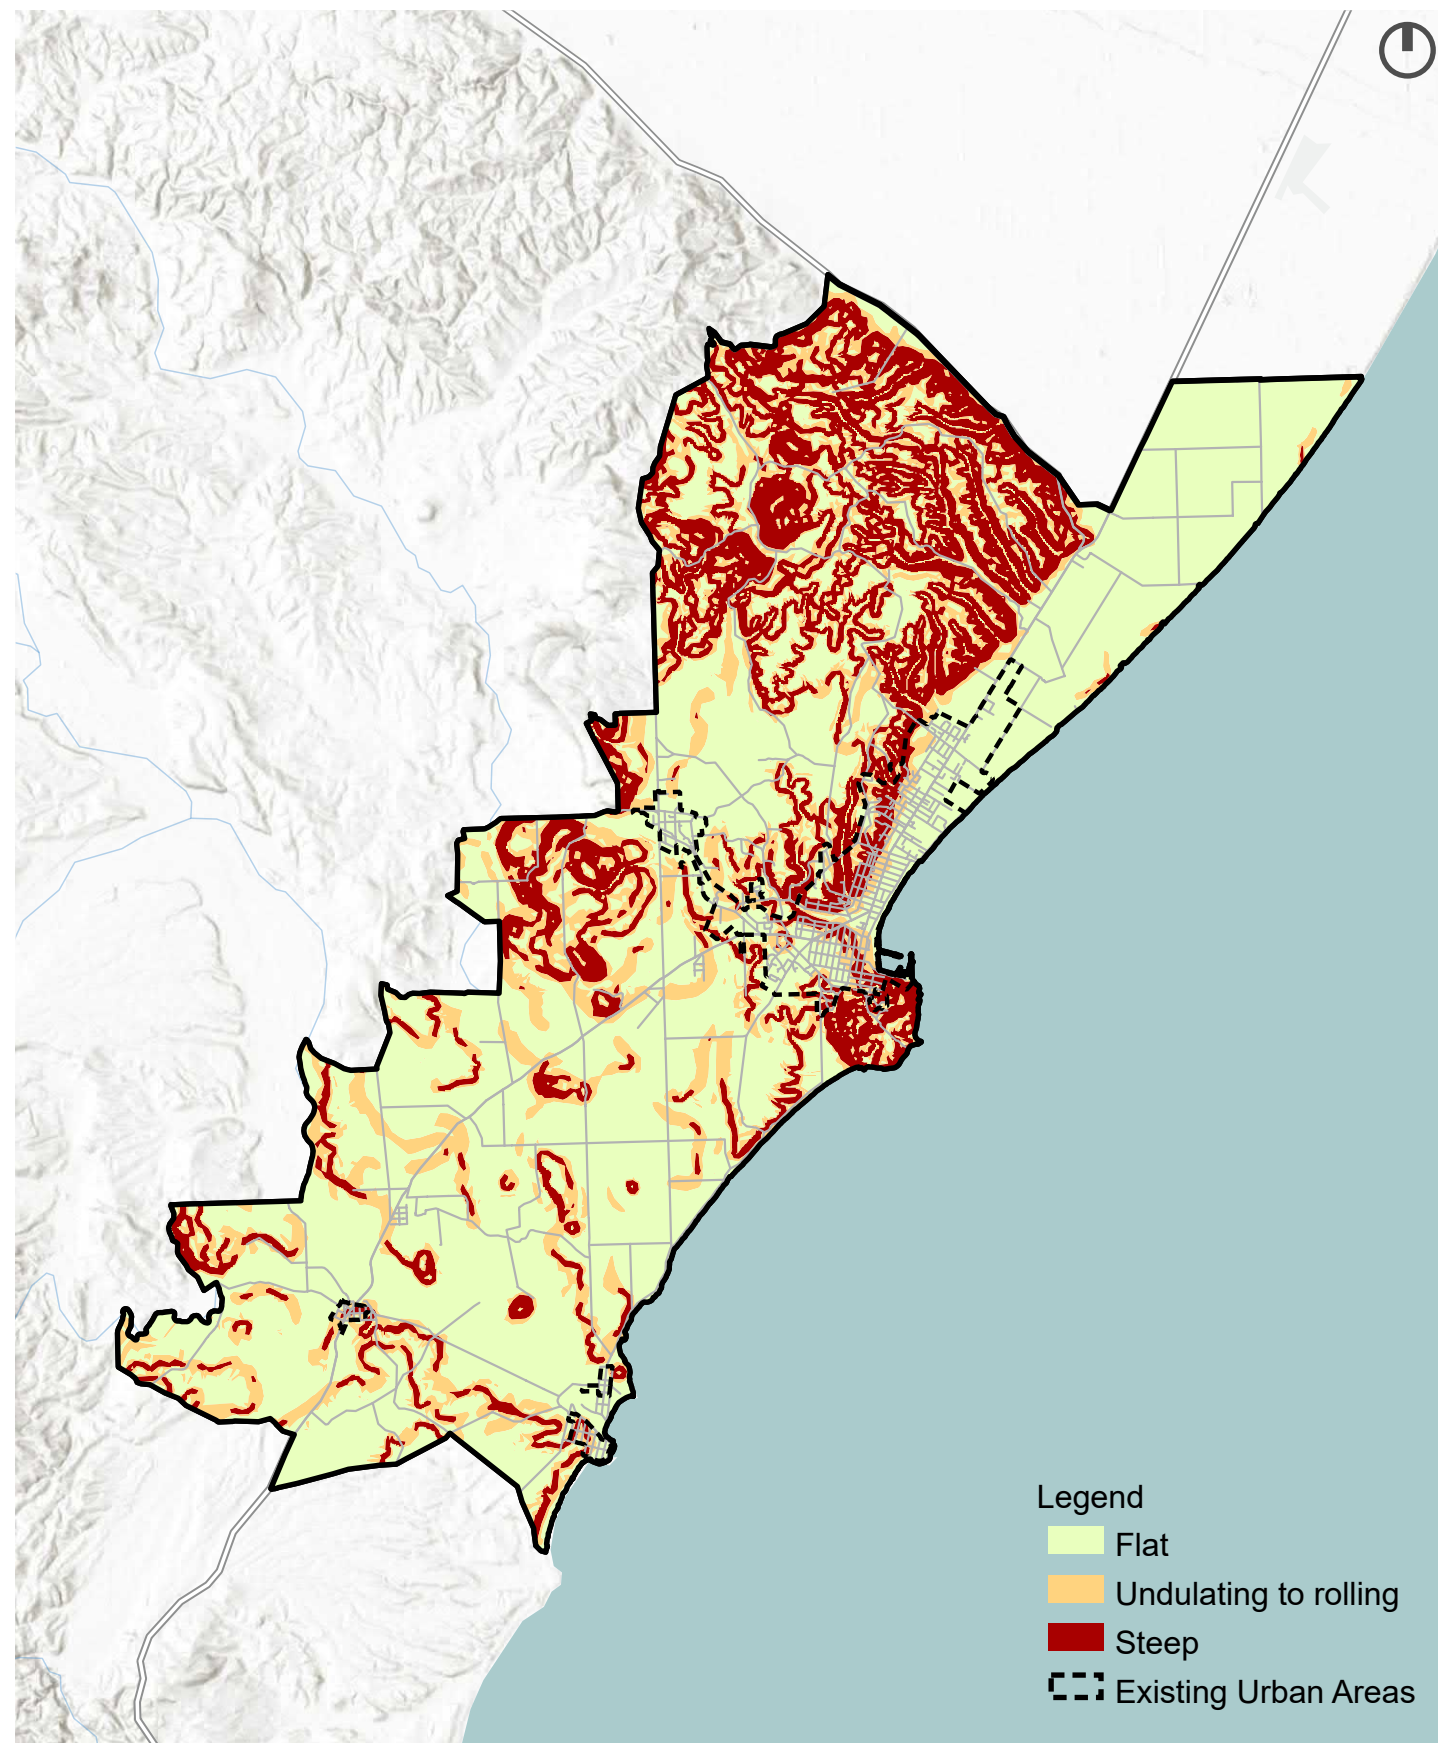 Legend
Flat
Undulating to rolling
Steep
Existing Urban Areas